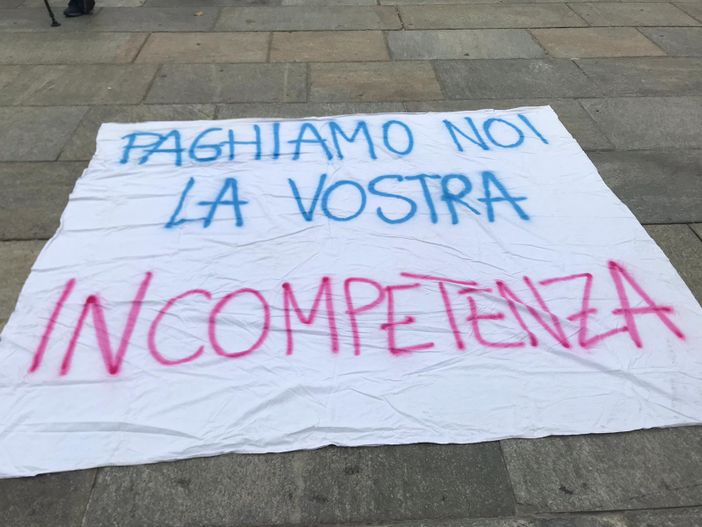 PAGHIAMO NOI
LA VOSTRA
INCOMPETENZA